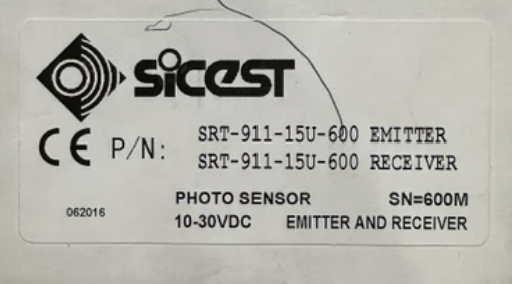 SicEST
CE P/N: SRT-911-15U-600 EMITTER
SRT-911-15U-600 RECEIVER
PHOTO SENSOR SN=600M
062016 10-30VDC EMITTER AND RECEIVER